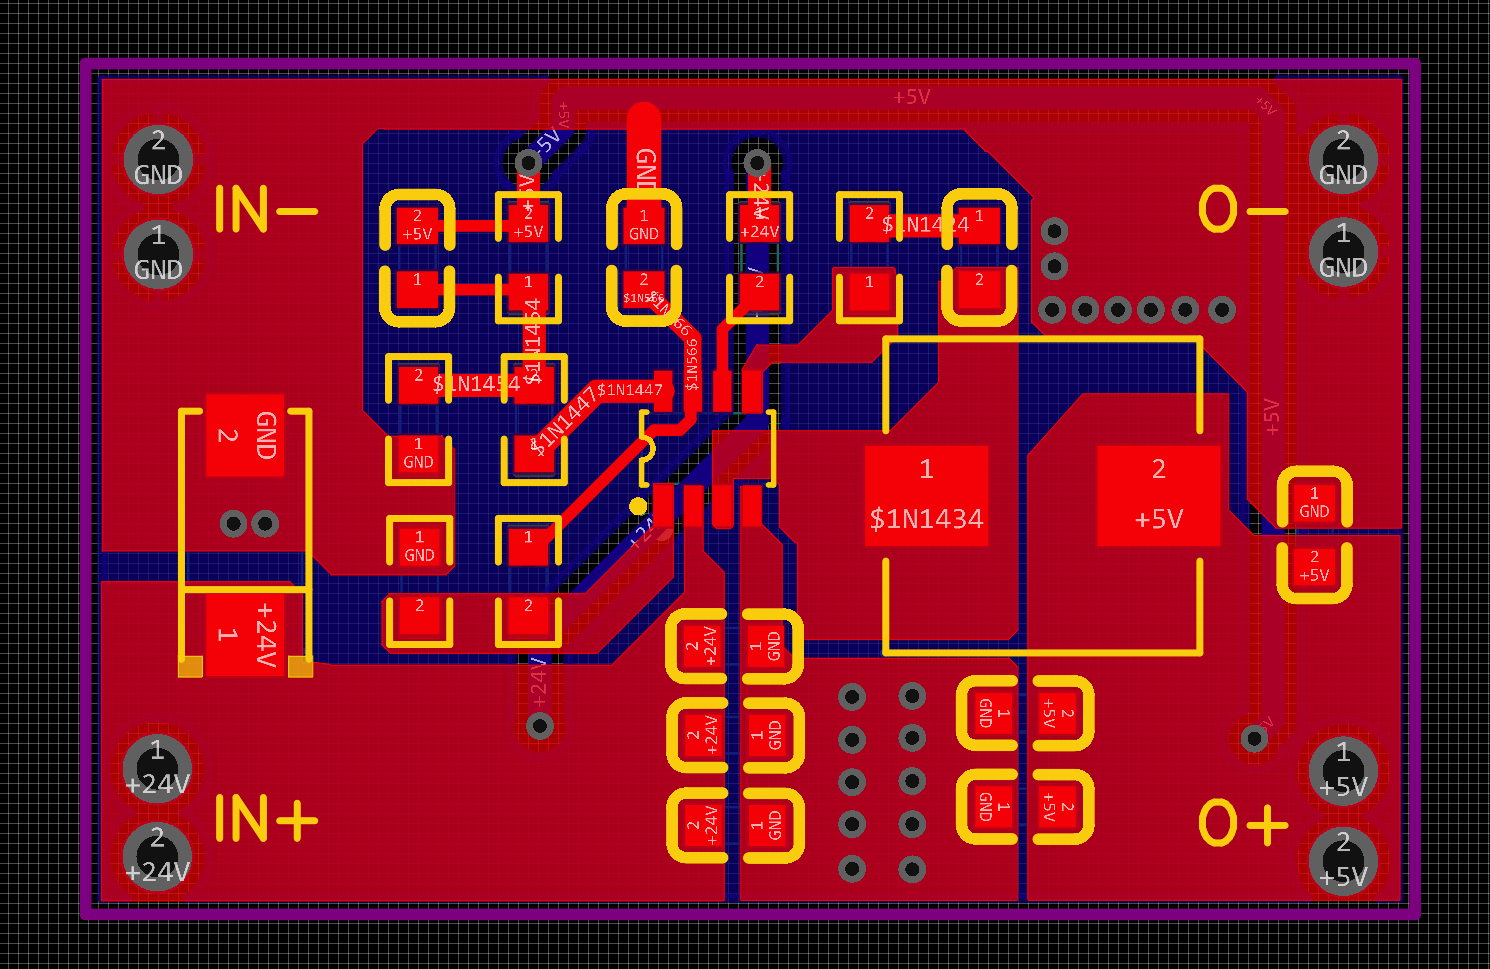 +5V
+5V
+5V
2
GND
1
GND
IN-
+5V
GND
-24V
O-
2
GND
1
GND
2
+5V
1
2
+5V
1
1
GND
2
$1N566
$1N566
$1N566
+24V
2
2
1
$1N1424
1
2
$1N1454
2
$1N1454
2
$1N1447
$1N1447
1
GND
GND
2
+5V
1
$1N1434
2
+5V
1
GND
2
+5V
1
GND
2
1
2
+24
+24V
1
+24V
2
+24V
1
GND
2
+24V
1
GND
2
+24V
1
GND
GND
1
+5V
2
GND
1
+5V
2
1
+24V
2
+24V
IN+
O+
1
+5V
2
+5V